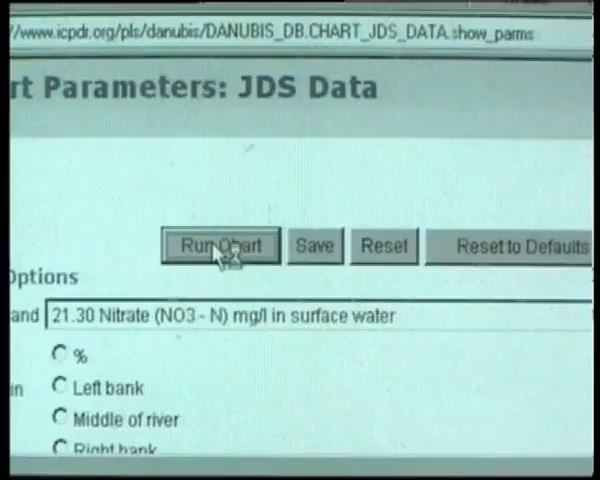 //www.icpdr.org/pls/danubis/DANUBIS_DB.CHART_JDS_DATA.show_parms
rt Parameters: JDS Data
Run Chart Save Reset Reset to Defaults
Options
and 21.30 Nitrate (NO3 - N) mg/l in surface water
%
in Left bank
Middle of river
Right bank